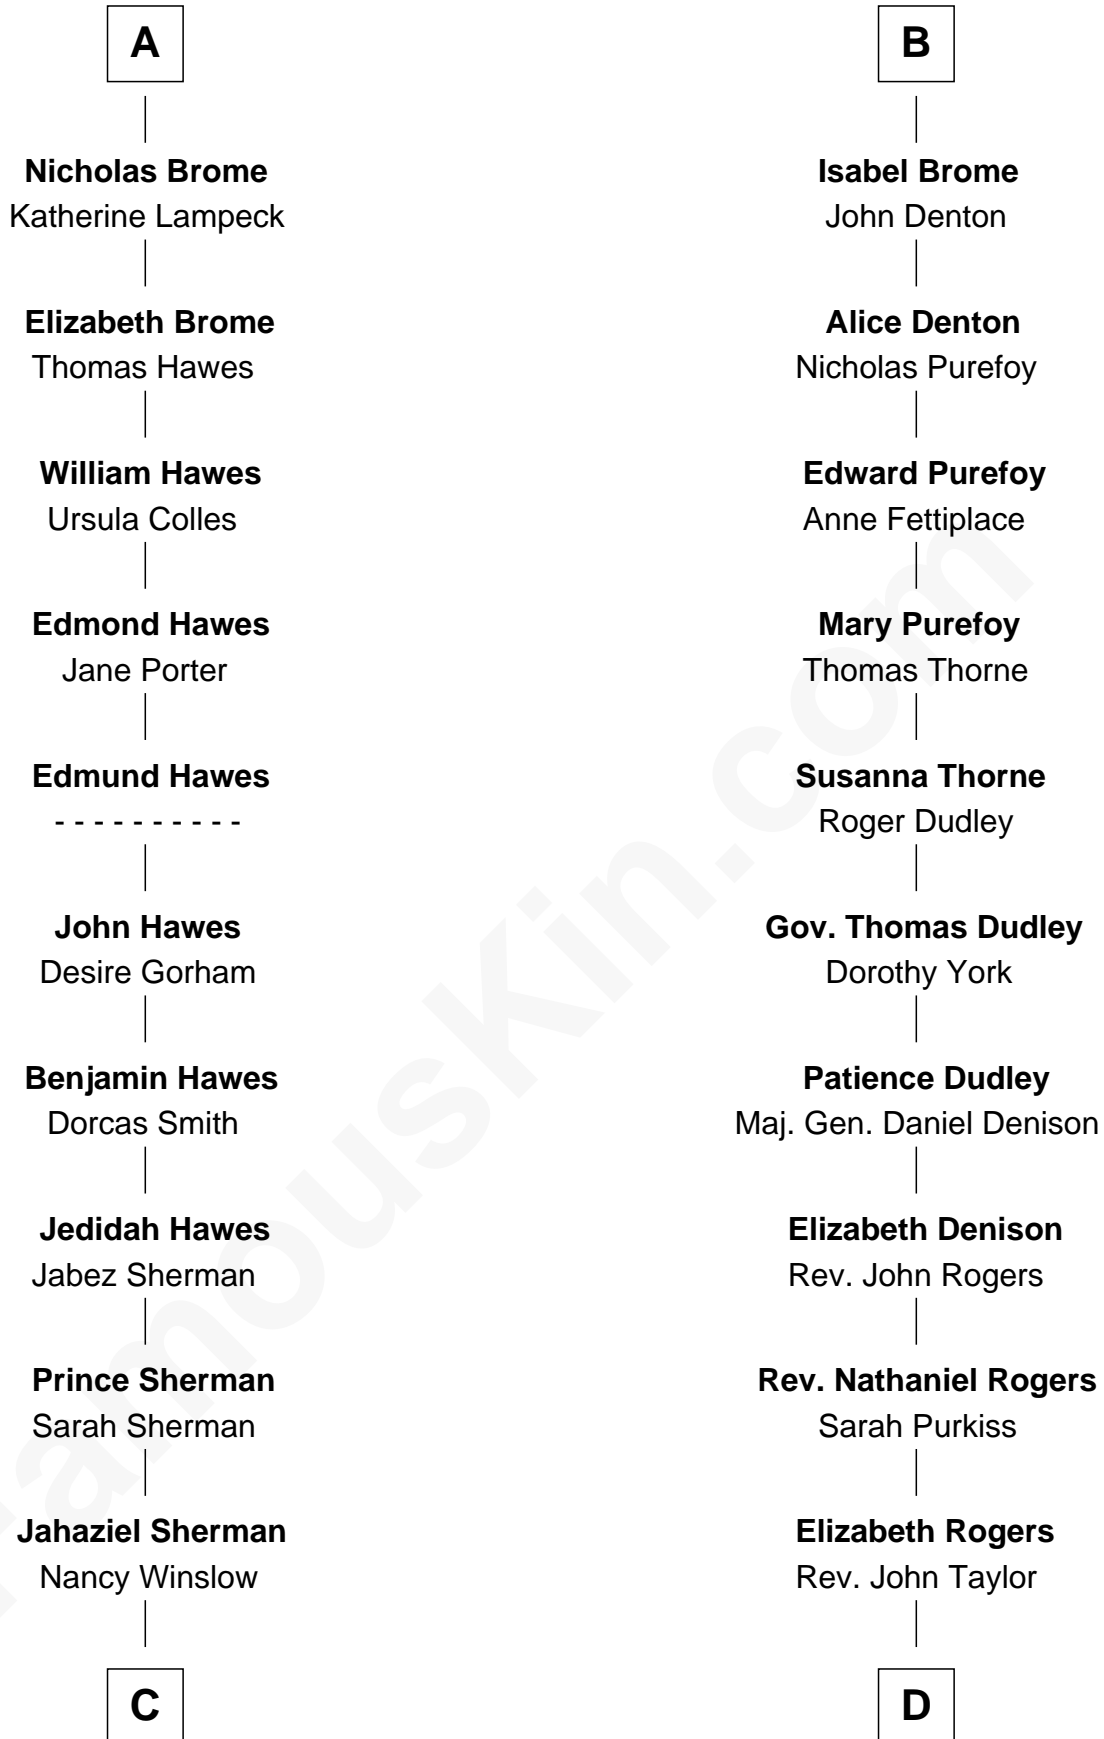 A
Nicholas Brome
Katherine Lampeck
Elizabeth Brome
Thomas Hawes
William Hawes
Ursula Colles
Edmond Hawes
Jane Porter
Edmund Hawes
- - - - - - - - - -
John Hawes
Desire Gorham
Benjamin Hawes
Dorcas Smith
Jedidah Hawes
Jabez Sherman
Prince Sherman
Sarah Sherman
Jahaziel Sherman
Nancy Winslow
C
B
Isabel Brome
John Denton
Alice Denton
Nicholas Purefoy
Edward Purefoy
Anne Fettiplace
Mary Purefoy
Thomas Thorne
Susanna Thorne
Roger Dudley
Gov. Thomas Dudley
Dorothy York
Patience Dudley
Maj. Gen. Daniel Denison
Elizabeth Denison
Rev. John Rogers
Rev. Nathaniel Rogers
Sarah Purkiss
Elizabeth Rogers
Rev. John Taylor
D
FamousKin.com